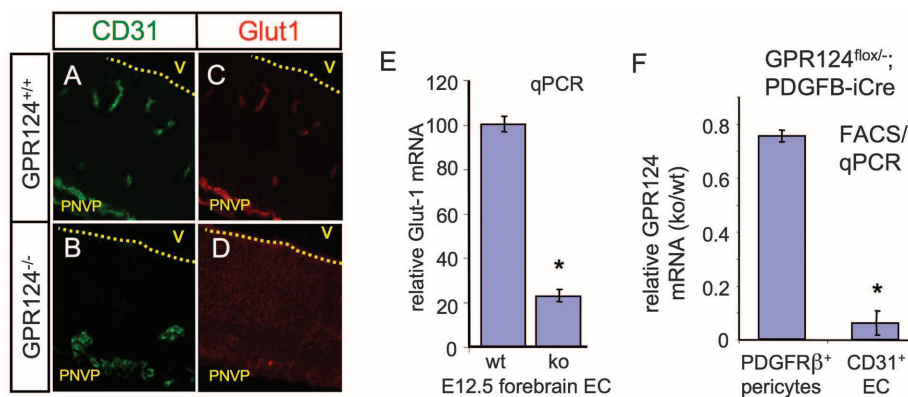 CD31 Glut1
GPR124+/+
GPR124-/-
A
V
PNVP
C
V
PNVP
B
V
PNVP
D
V
PNVP
E
qPCR
relative Glut-1 mRNA
120
100
80
60
40
20
0
*
wt ko
E12.5 forebrain EC
F
GPR124flox/-;
PDGFB-iCre
FACS/
qPCR
relative GPR124
mRNA (ko/wt)
0.8
0.6
0.4
0.2
0
*
PDGFRβ+
pericytes
CD31+
EC